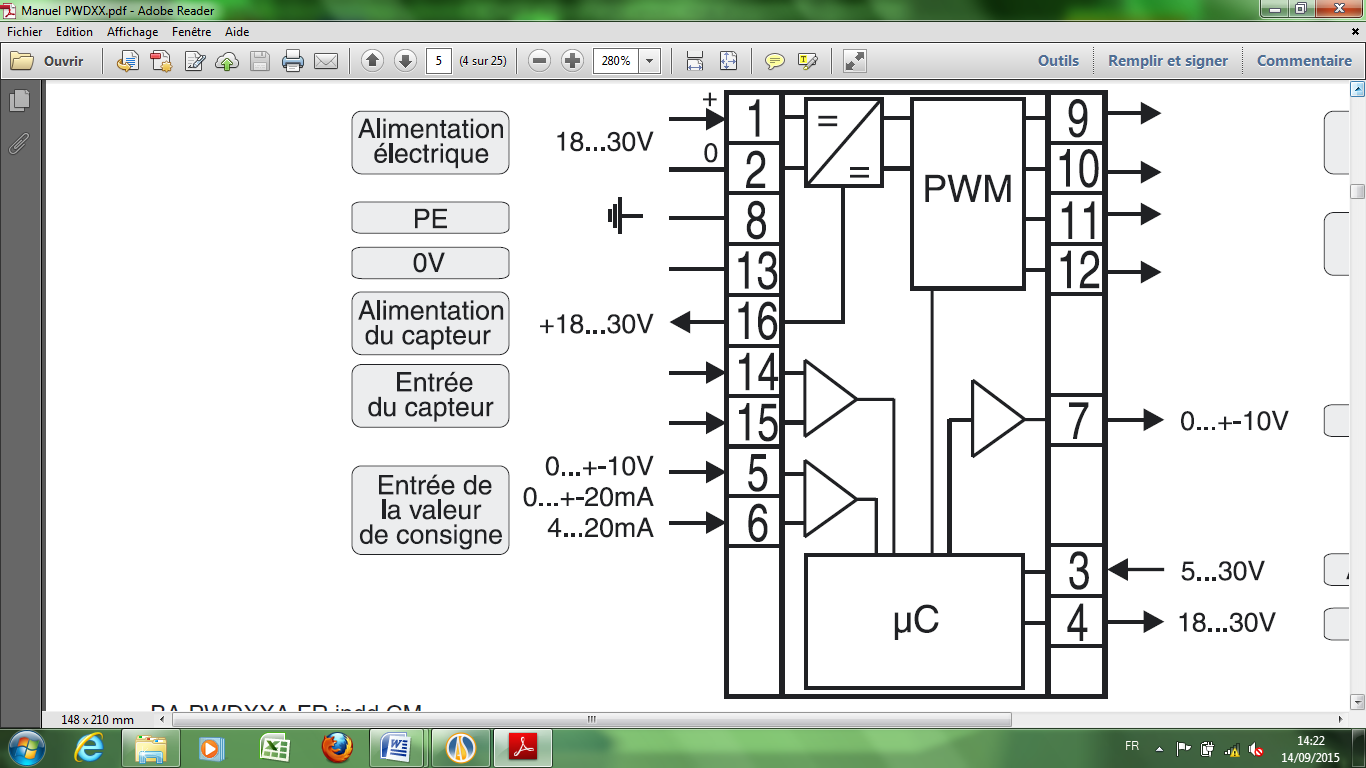 Manuel PWDXX.pdf - Adobe Reader
Fichier Edition Affichage Fenêtre Aide
Ouvrir 5 (4 sur 25) 280% Outils Remplir et signer Commentaire
Alimentation
électrique
18...30V
+
0
PE
0V
Alimentation
du capteur
+18...30V
Entrée
du capteur
Entrée de
la valeur
de consigne
0...+-10V
0...+-20mA
4...20mA
1
2
8
13
16
14
15
5
6
=
=
PWM
µC
9
10
11
12
7
0...+-10V
3
5...30V
4
18...30V
148 x 210 mm
FR
14:22
14/09/2015